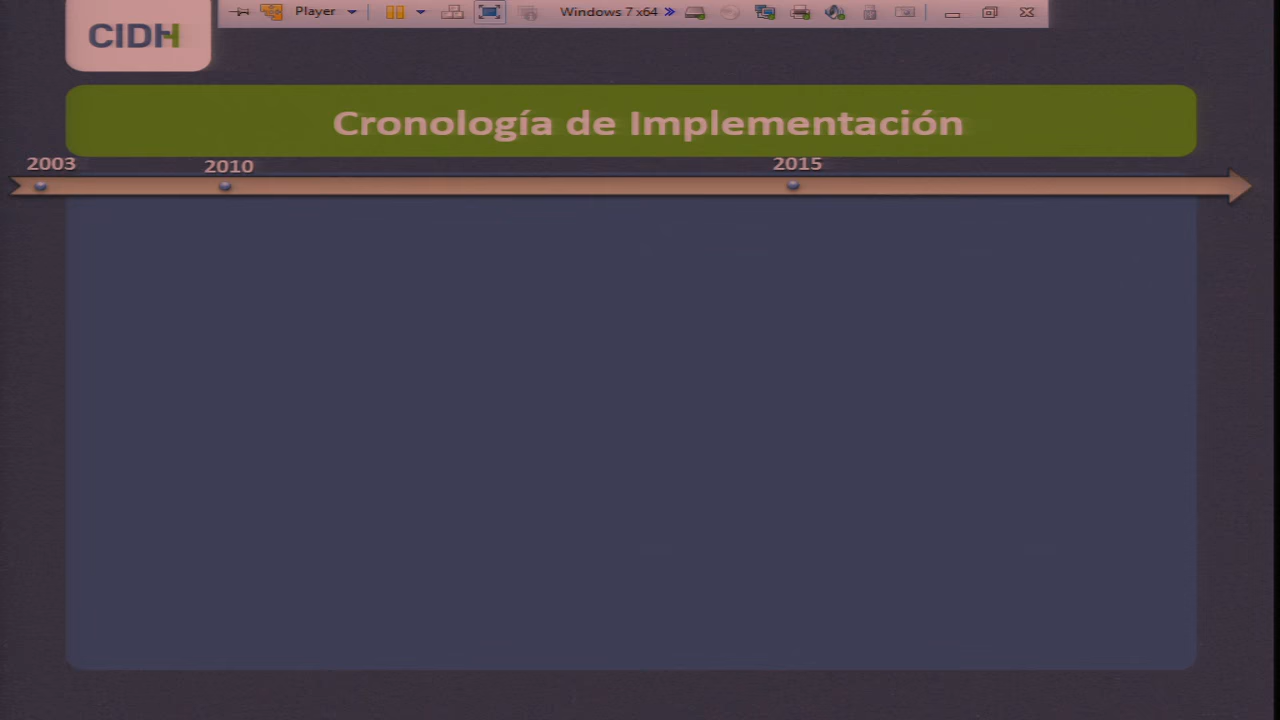 CIDH
Player
Windows 7 x64
Cronología de Implementación
2003
2010
2015